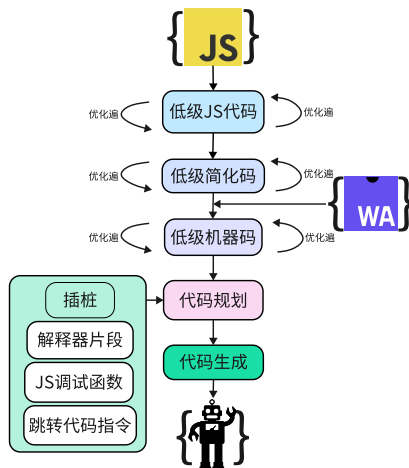 { JS }
优化遍
低级JS代码
优化遍
优化遍
低级简化码
优化遍
{ WA }
优化遍
低级机器码
优化遍
插桩
代码规划
解释器片段
JS调试函数
代码生成
跳转代码指令
{ }